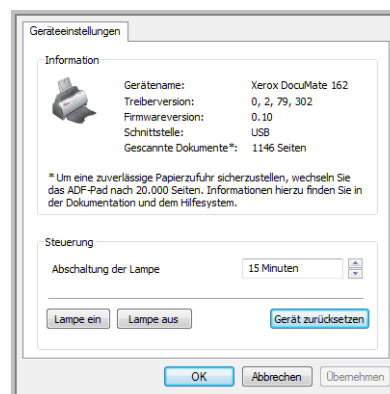 Geräteeinstellungen
Information
Gerätename: Xerox DocuMate 162
Treiberversion: 0, 2, 79, 302
Firmwareversion: 0.10
Schnittstelle: USB
Gescannte Dokumente*: 1146 Seiten
* Um eine zuverlässige Papierzufuhr sicherzustellen, wechseln Sie
das ADF-Pad nach 20.000 Seiten. Informationen hierzu finden Sie in
der Dokumentation und dem Hilfesystem.
Steuerung
Abschaltung der Lampe 15 Minuten
Lampe ein Lampe aus Gerät zurücksetzen
OK Abbrechen Übernehmen